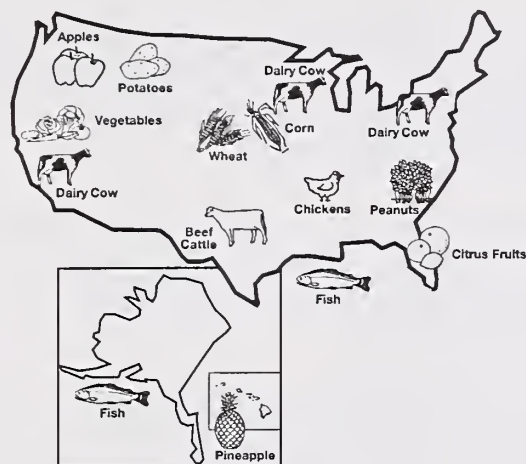 Apples
Potatoes
Dairy Cow
Vegetables
Corn
Dairy Cow
Wheat
Dairy Cow
Chickens
Peanuts
Beef
Cattle
Citrus Fruits
Fish
Fish
Pineapple